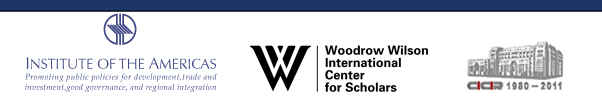 INSTITUTE OF THE AMERICAS
Promoting public policies for development,trade and
investment,good governance, and regional integration
Woodrow Wilson
International
Center
for Scholars
CICIR 1980-2011